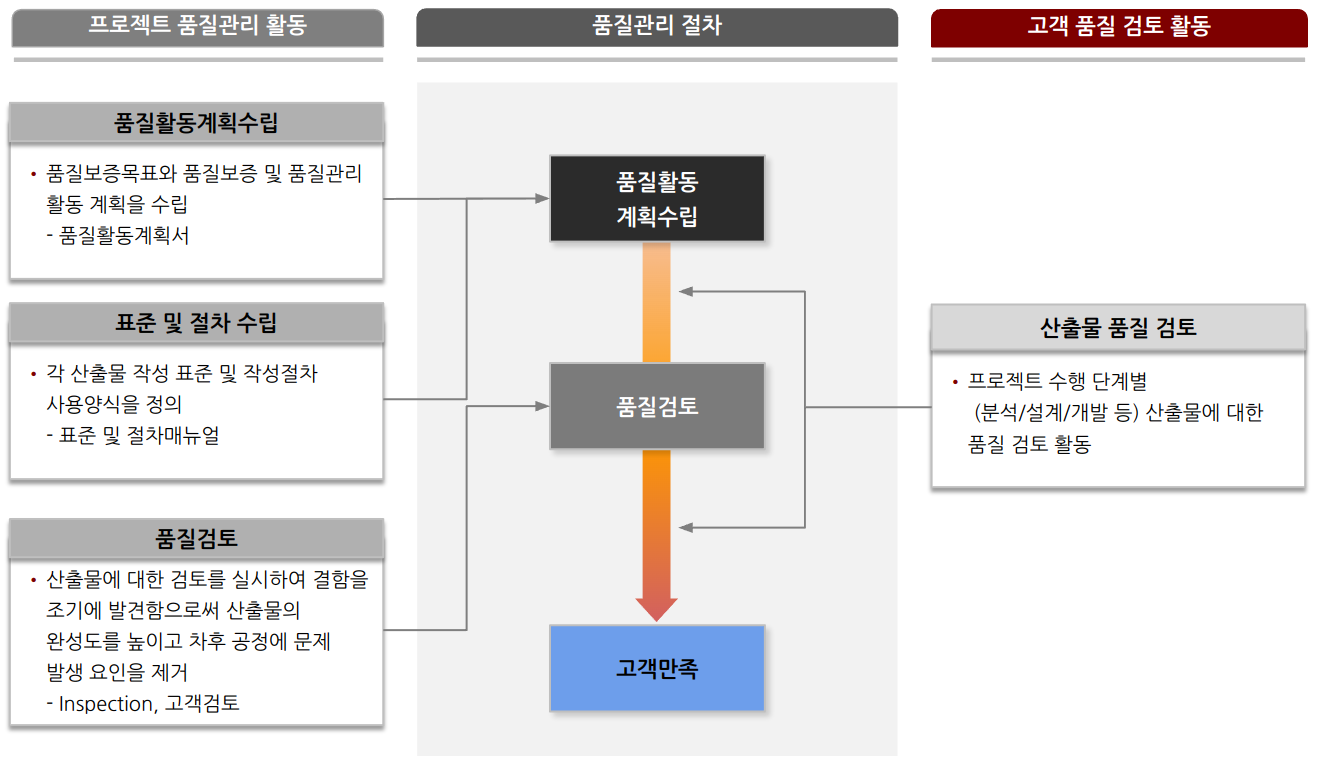 프로젝트 품질관리 활동
품질관리 절차
고객 품질 검토 활동
품질활동계획수립
• 품질보증목표와 품질보증 및 품질관리
활동 계획을 수립
- 품질활동계획서
표준 및 절차 수립
• 각 산출물 작성 표준 및 작성절차
사용양식을 정의
- 표준 및 절차매뉴얼
품질검토
• 산출물에 대한 검토를 실시하여 결함을
조기에 발견함으로써 산출물의
완성도를 높이고 차후 공정에 문제
발생 요인을 제거
- Inspection, 고객검토
품질활동
계획수립
품질검토
고객만족
산출물 품질 검토
• 프로젝트 수행 단계별
(분석/설계/개발 등) 산출물에 대한
품질 검토 활동